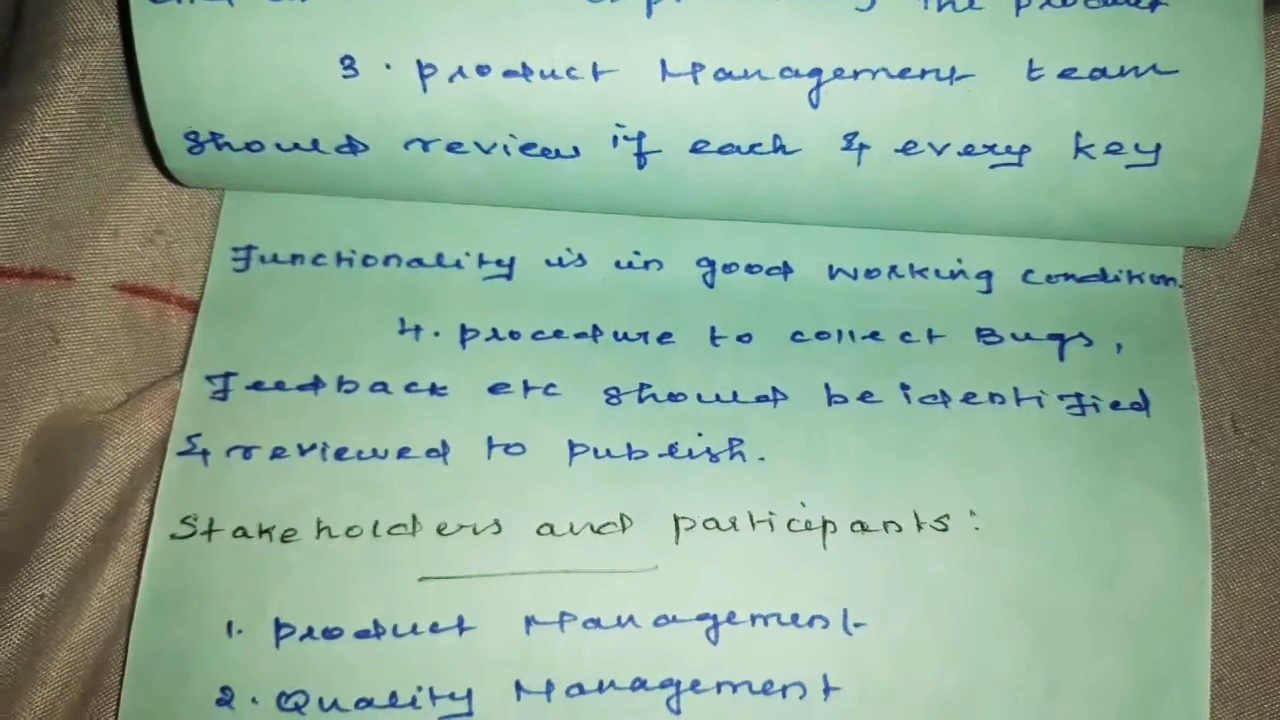 the product
3. product Management team
should review if each & every key
Functionality is in good working condition.
4. procedure to collect Bugs,
Feedback etc should be identified
& reviewed to publish.
Stakeholders and participants:
1. product Management
2. Quality Management